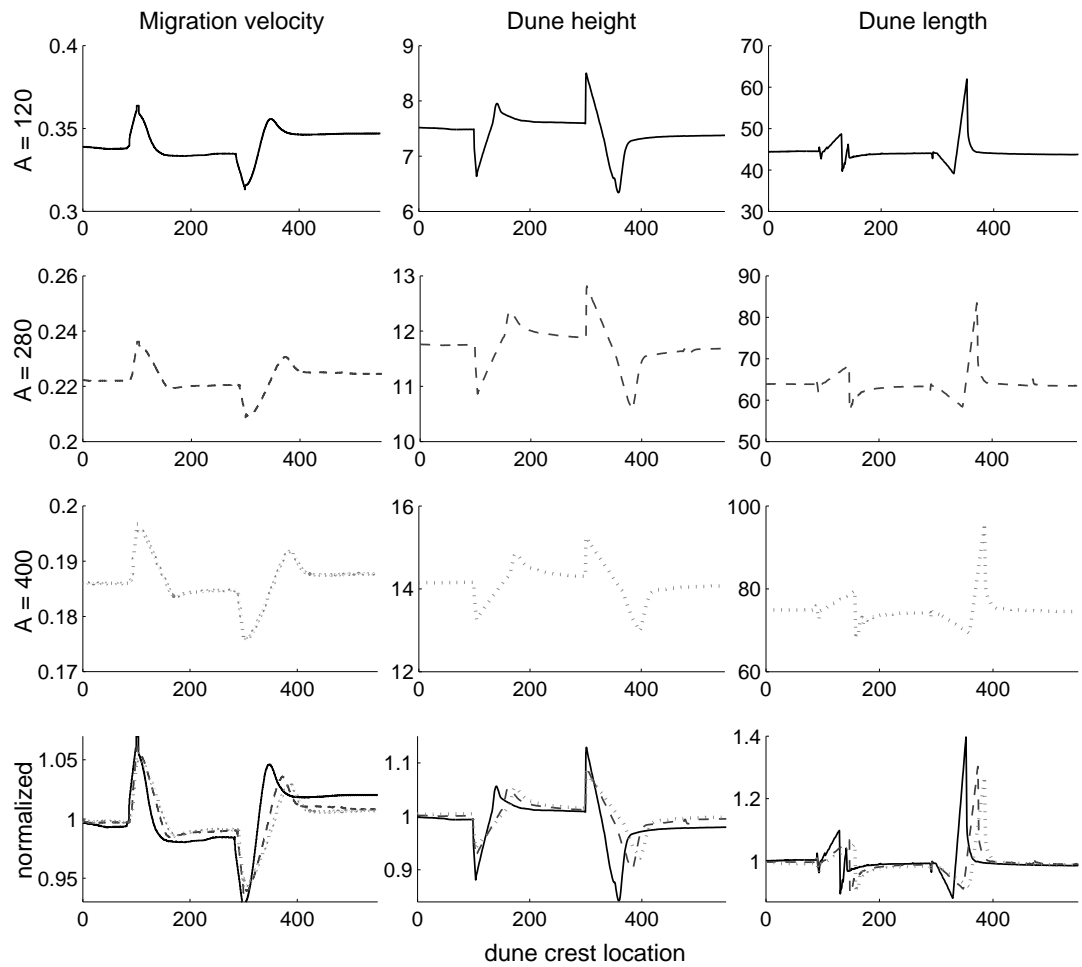 Migration velocity Dune height Dune length
A = 120
0.4
0.35
0.3
0 200 400
9
8
7
6
0 200 400
70
60
50
40
30
0 200 400
A = 280
0.26
0.24
0.22
0.2
0 200 400
13
12
11
10
0 200 400
90
80
70
60
50
0 200 400
A = 400
0.2
0.19
0.18
0.17
0 200 400
16
14
12
0 200 400
100
80
60
0 200 400
normalized
1.05
1
0.95
0 200 400
1.1
1
0.9
0 200 400
1.4
1.2
1
0 200 400
dune crest location